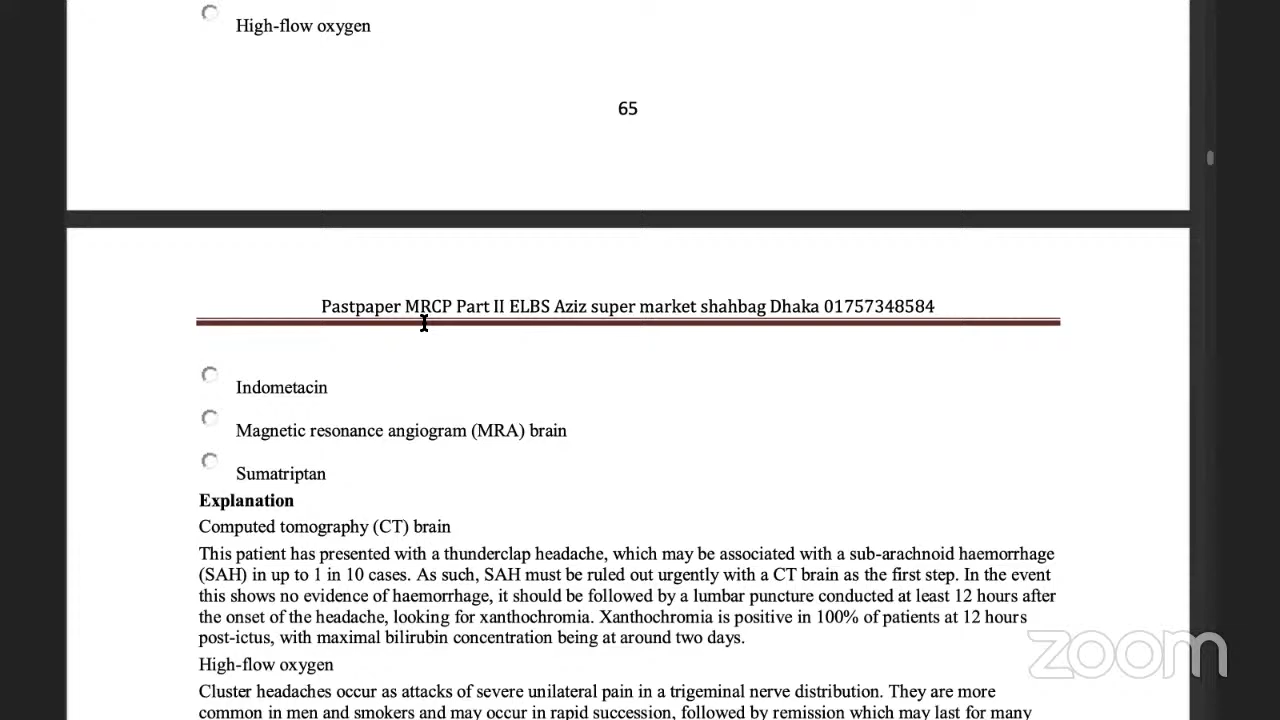 High-flow oxygen
65
Pastpaper MRCP Part II ELBS Aziz super market shahbag Dhaka 01757348584
Indometacin
Magnetic resonance angiogram (MRA) brain
Sumatriptan
Explanation
Computed tomography (CT) brain
This patient has presented with a thunderclap headache, which may be associated with a sub-arachnoid haemorrhage
(SAH) in up to 1 in 10 cases. As such, SAH must be ruled out urgently with a CT brain as the first step. In the event
this shows no evidence of haemorrhage, it should be followed by a lumbar puncture conducted at least 12 hours after
the onset of the headache, looking for xanthochromia. Xanthochromia is positive in 100% of patients at 12 hours
post-ictus, with maximal bilirubin concentration being at around two days.
High-flow oxygen
Cluster headaches occur as attacks of severe unilateral pain in a trigeminal nerve distribution. They are more
common in men and smokers and may occur in rapid succession, followed by remission which may last for many
zoom